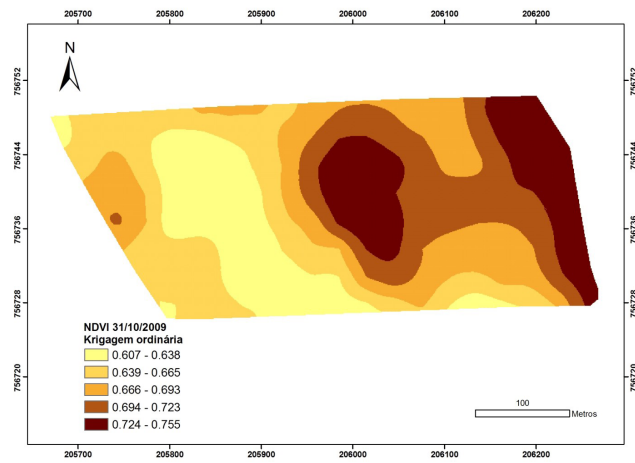 205700 205800 205900 206000 206100 206200
N
756752 756752
756744 756744
756736 756736
756728 756728
756720 756720
NDVI 31/10/2009
Krigagem ordinária
0.607 - 0.638
0.639 - 0.665
0.666 - 0.693
0.694 - 0.723
0.724 - 0.755
100
Metros
205700 205800 205900 206000 206100 206200